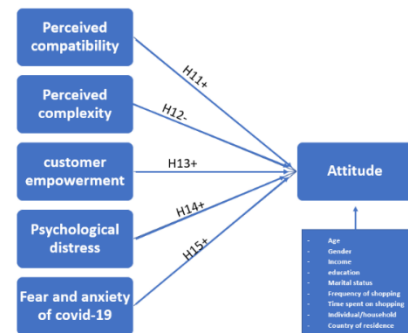 Perceived
compatibility
Perceived
complexity
customer
empowerment
Psychological
distress
Fear and anxiety
of covid-19
H11+
H12-
H13+
H14+
H15+
Attitude
- Age
- Gender
- Income
- education
- Marital status
- Frequency of shopping
- Time spent on shopping
- Individual/household
- Country of residence